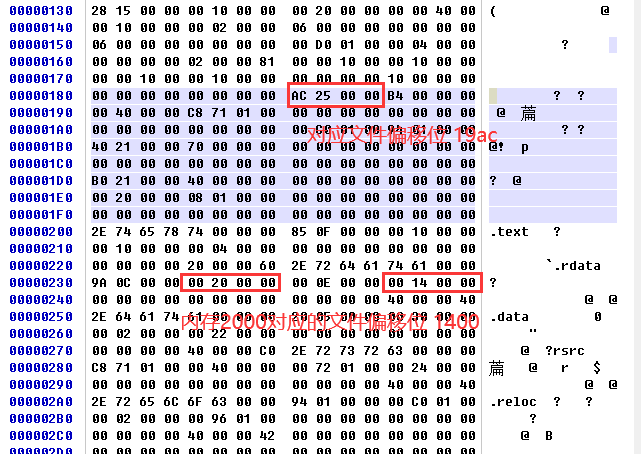 00000130 28 15 00 00 00 10 00 00 00 20 00 00 00 00 40 00 ( @
00000140 00 10 00 00 00 02 00 00 06 00 00 00 00 00 00 00
00000150 06 00 00 00 00 00 00 00 00 D0 01 00 00 04 00 00 ?
00000160 00 00 00 00 02 00 00 81 00 00 10 00 00 10 00 00
00000170 00 00 10 00 00 10 00 00 00 00 00 00 10 00 00 00
00000180 00 00 00 00 00 00 00 00 AC 25 00 00 B4 00 00 00 ? ?
00000190 00 40 00 00 C8 71 01 00 00 00 00 00 00 00 00 00 @ 萹
000001A0 00 00 00 00 00 00 00 00 00 C0 01 00 94 01 00 00 ? ?
对应文件偏移位 19ac
000001B0 40 21 00 00 70 00 00 00 00 00 00 00 00 00 00 00 @! p
000001C0 00 00 00 00 00 00 00 00 00 00 00 00 00 00 00 00
000001D0 B0 21 00 00 40 00 00 00 00 00 00 00 00 00 00 00 ? @
000001E0 00 20 00 00 08 01 00 00 00 00 00 00 00 00 00 00
000001F0 00 00 00 00 00 00 00 00 00 00 00 00 00 00 00 00
00000200 2E 74 65 78 74 00 00 00 85 0F 00 00 00 10 00 00 .text ?
00000210 00 10 00 00 00 04 00 00 00 00 00 00 00 00 00 00
00000220 00 00 00 00 20 00 00 60 2E 72 64 61 74 61 00 00 `.rdata
00000230 9A 0C 00 00 00 20 00 00 00 0E 00 00 00 14 00 00 ?
00000240 00 00 00 00 00 00 00 00 00 00 00 00 40 00 00 40 @ @
00000250 2E 64 61 74 61 00 00 00 20 05 00 00 00 30 00 00 .data 0
内存2000对应的文件偏移位 1400
00000260 00 02 00 00 00 22 00 00 00 00 00 00 00 00 00 00 "
00000270 00 00 00 00 40 00 00 C0 2E 72 73 72 63 00 00 00 @ ?rsrc
00000280 C8 71 01 00 00 40 00 00 00 72 01 00 00 24 00 00 萹 @ r $
00000290 00 00 00 00 00 00 00 00 00 00 00 00 40 00 00 40 @ @
000002A0 2E 72 65 6C 6F 63 00 00 94 01 00 00 00 C0 01 00 .reloc ? ?
000002B0 00 02 00 00 00 96 01 00 00 00 00 00 00 00 00 00 ?
000002C0 00 00 00 00 40 00 00 42 00 00 00 00 00 00 00 00 @ B